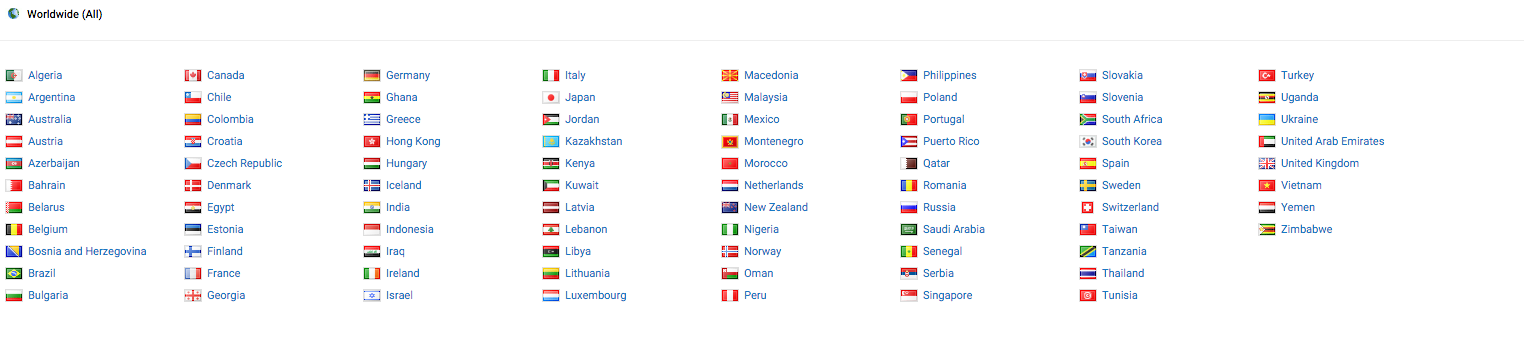 Worldwide (All)
Algeria
Argentina
Australia
Austria
Azerbaijan
Bahrain
Belarus
Belgium
Bosnia and Herzegovina
Brazil
Bulgaria
Canada
Chile
Colombia
Croatia
Czech Republic
Denmark
Egypt
Estonia
Finland
France
Georgia
Germany
Ghana
Greece
Hong Kong
Hungary
Iceland
India
Indonesia
Iraq
Ireland
Israel
Italy
Japan
Jordan
Kazakhstan
Kenya
Kuwait
Latvia
Lebanon
Libya
Lithuania
Luxembourg
Macedonia
Malaysia
Mexico
Montenegro
Morocco
Netherlands
New Zealand
Nigeria
Norway
Oman
Peru
Philippines
Poland
Portugal
Puerto Rico
Qatar
Romania
Russia
Saudi Arabia
Senegal
Serbia
Singapore
Slovakia
Slovenia
South Africa
South Korea
Spain
Sweden
Switzerland
Taiwan
Tanzania
Thailand
Tunisia
Turkey
Uganda
Ukraine
United Arab Emirates
United Kingdom
Vietnam
Yemen
Zimbabwe